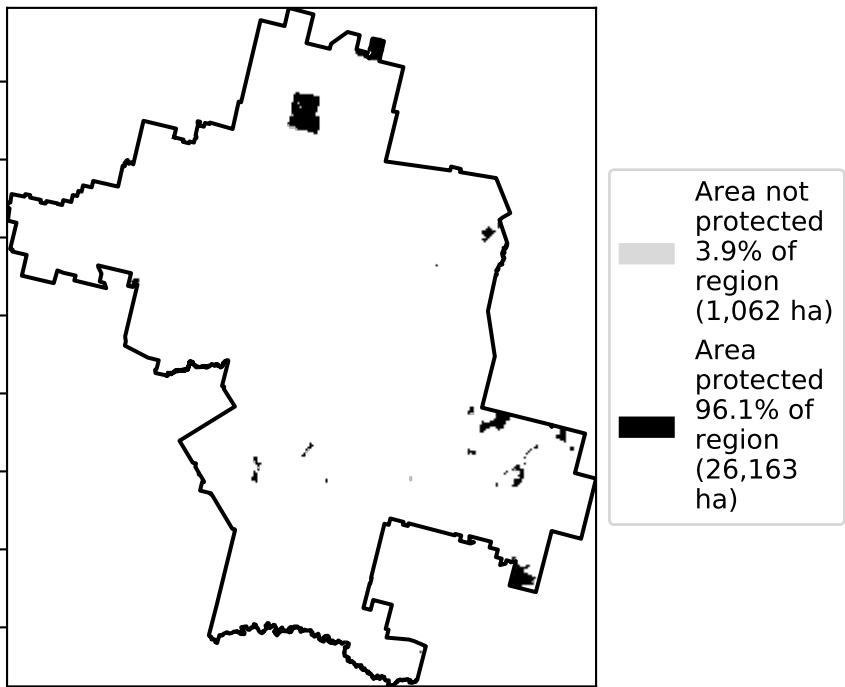 Area not
protected
3.9% of
region
(1,062 ha)
Area
protected
96.1% of
region
(26,163
ha)